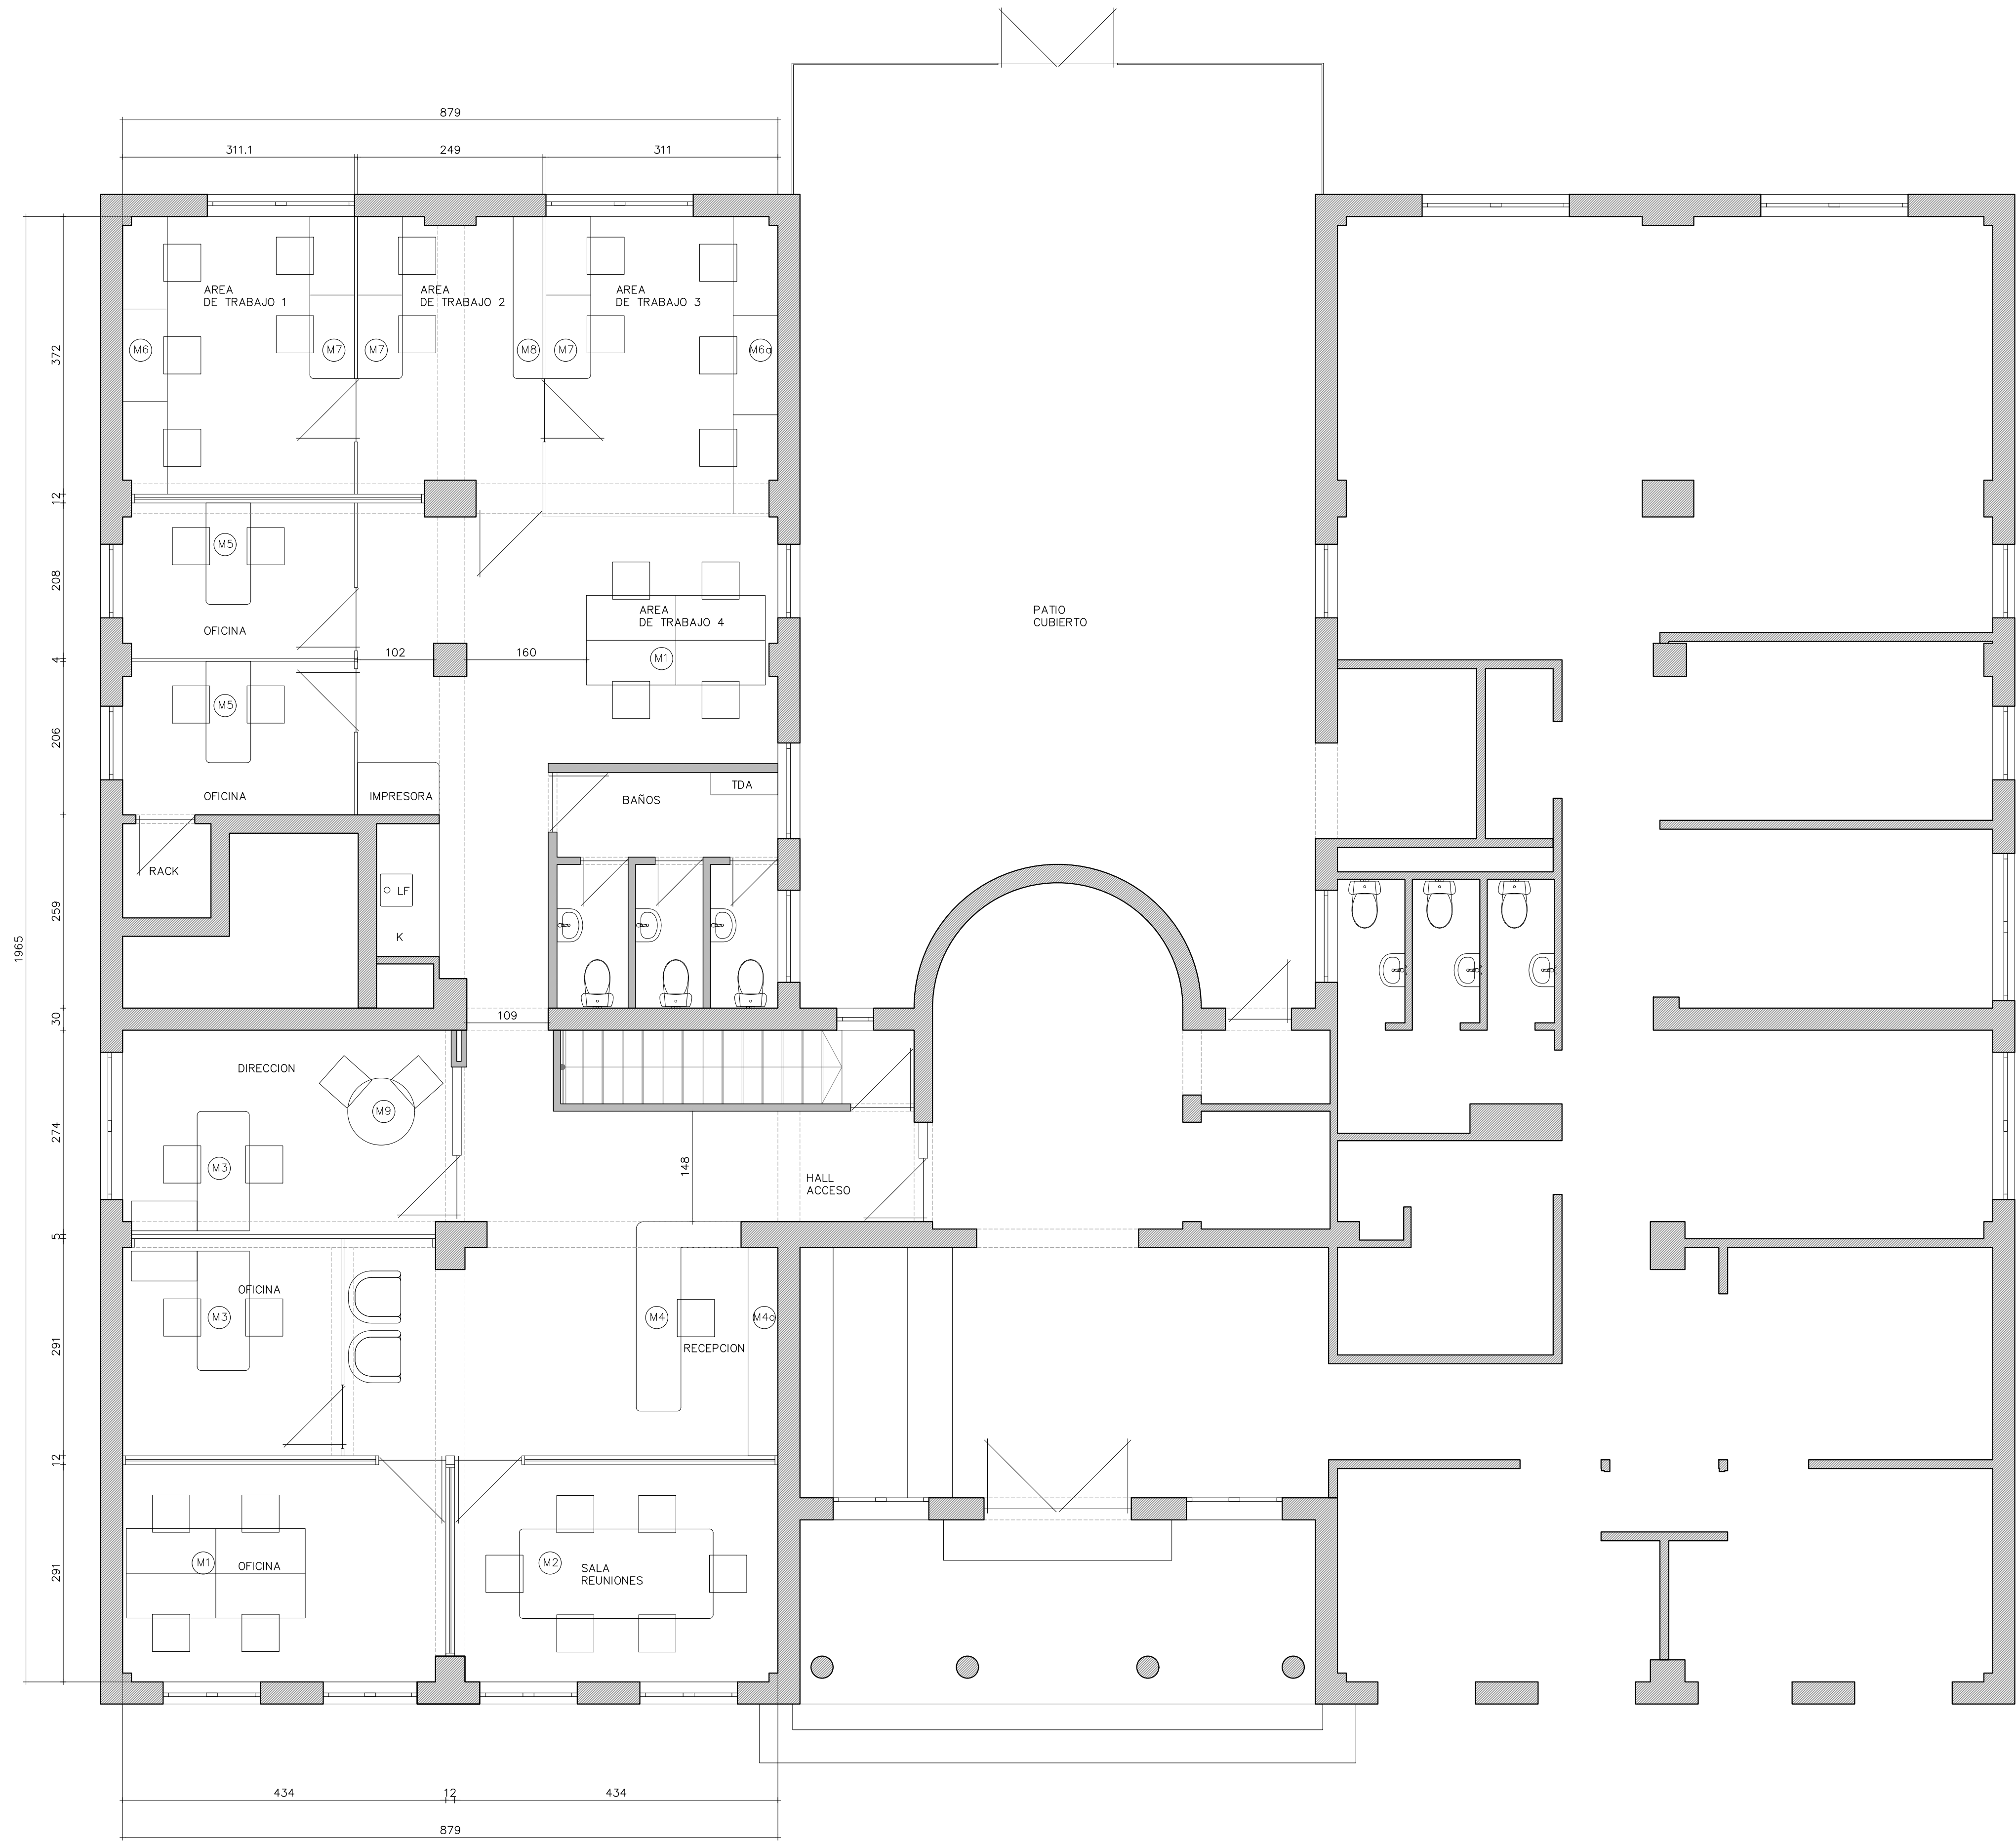 879
311.1
249
311
AREA
DE TRABAJO 1
AREA
DE TRABAJO 2
AREA
DE TRABAJO 3
372
M6
M7
M7
M8
M7
M6a
12
M5
208
OFICINA
AREA
DE TRABAJO 4
PATIO
CUBIERTO
4
102
160
M1
M5
206
OFICINA
IMPRESORA
BAÑOS
TDA
RACK
LF
259
K
1965
30
109
DIRECCION
M9
274
M3
148
HALL
ACCESO
5
OFICINA
M3
M4
M4a
291
RECEPCION
12
M1
OFICINA
M2
SALA
REUNIONES
291
434
12
434
879